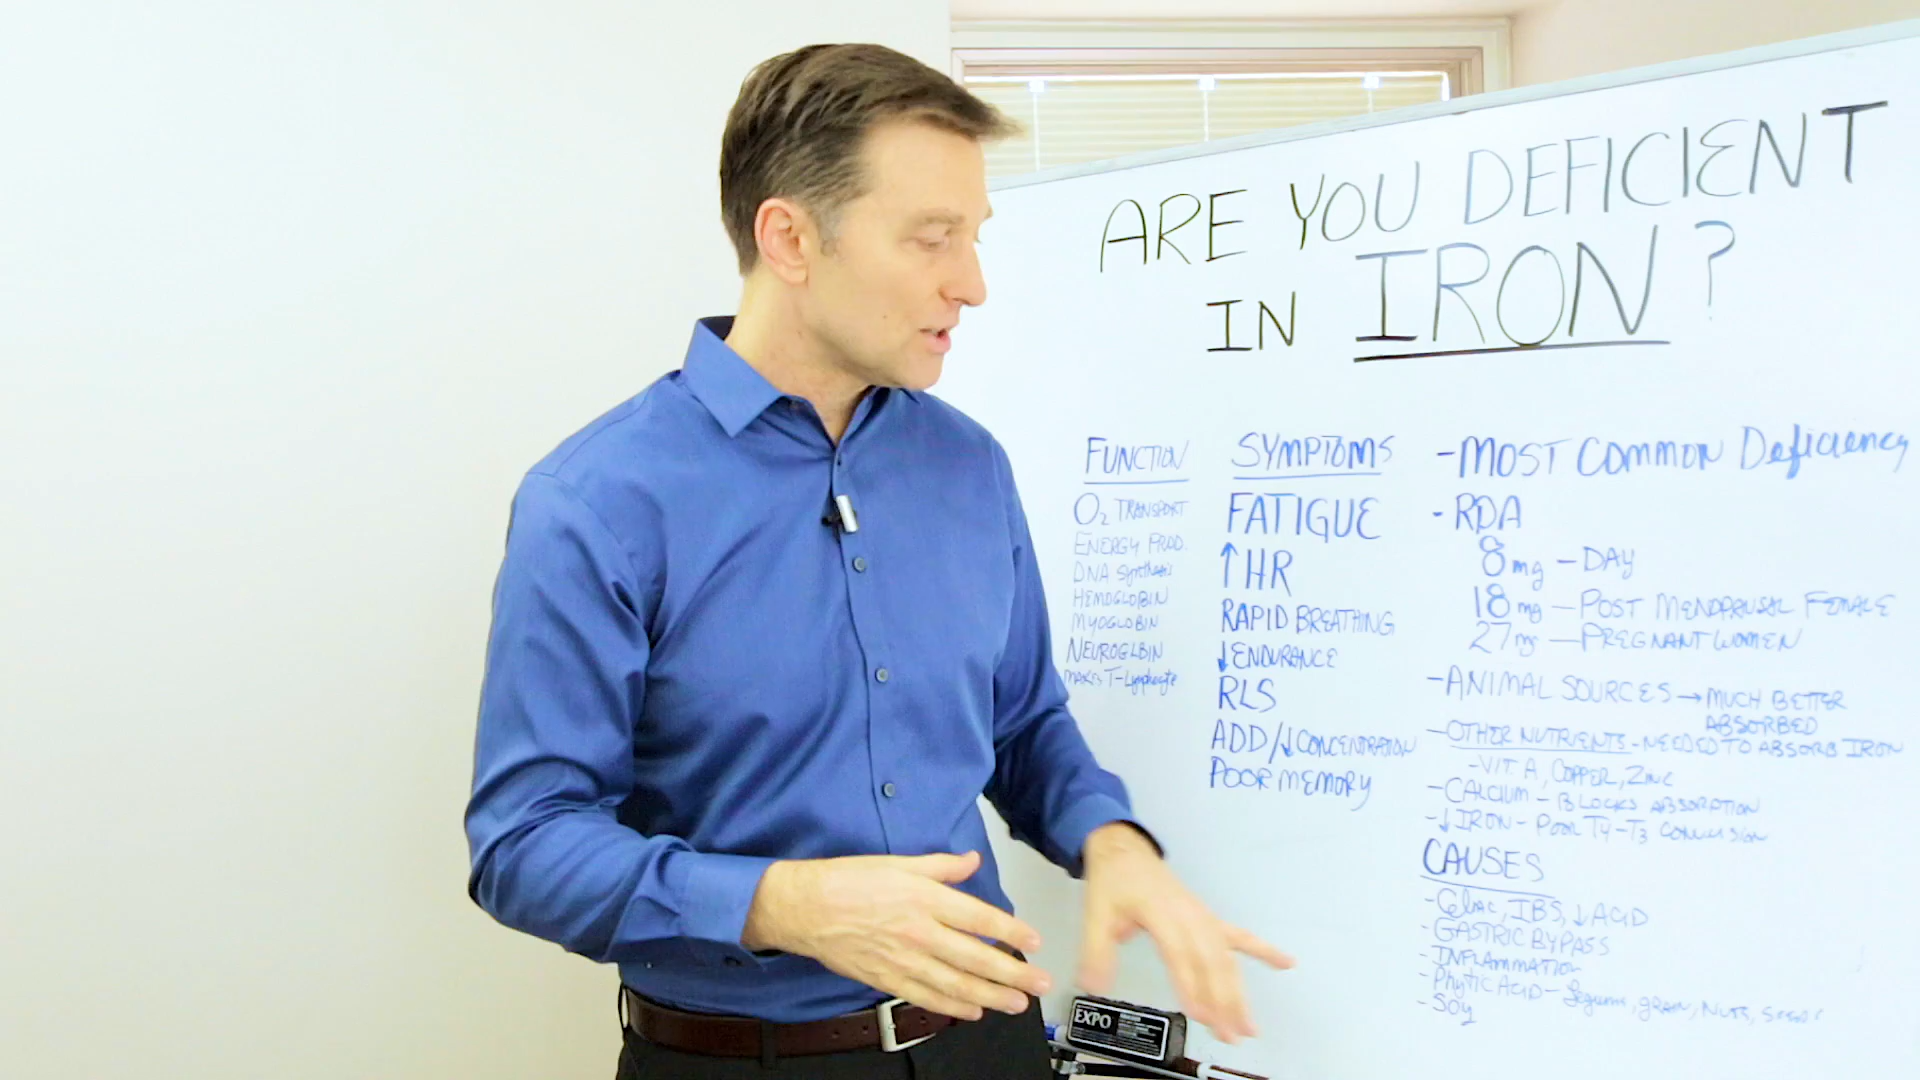 ARE YOU DEFICIENT
IN IRON?
FUNCTION
O₂ TRANSPORT
ENERGY PROD.
DNA Synthesis
HEMOGLOBIN
MYOGLOBIN
NEUROGLBIN
MAKES T-Lymphocyte
SYMPTOMS
FATIGUE
↑HR
RAPID BREATHING
↓ENDURANCE
RLS
ADD/↓CONCENTRATION
POOR MEMORY
-MOST COMMON Deficiency
-RDA
8mg - DAY
18mg - POST MENOPAUSAL FEMALE
27mg - PREGNANT WOMEN
-ANIMAL SOURCES → MUCH BETTER
ABSORBED
-OTHER NUTRIENTS - NEEDED TO ABSORB IRON
-VIT. A, COPPER, ZINC
-CALCIUM - BLOCKS ABSORPTION
-↓IRON - POOR T4-T3 CONVERSION
CAUSES
-Celiac, IBS, ↓ACID
-GASTRIC BYPASS
-INFLAMMATION
-Phytic ACID - legumes, grain, NUTS, SEEDS
-SOY
EXPO